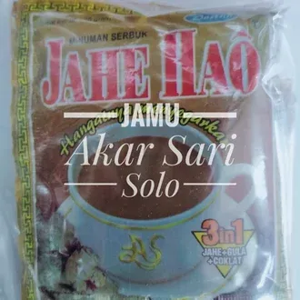 MINUMAN SERBUK
JAHE HAO
JAMU
Akar Sari
Solo
3in1
JAHE+GULA
+COKLAT